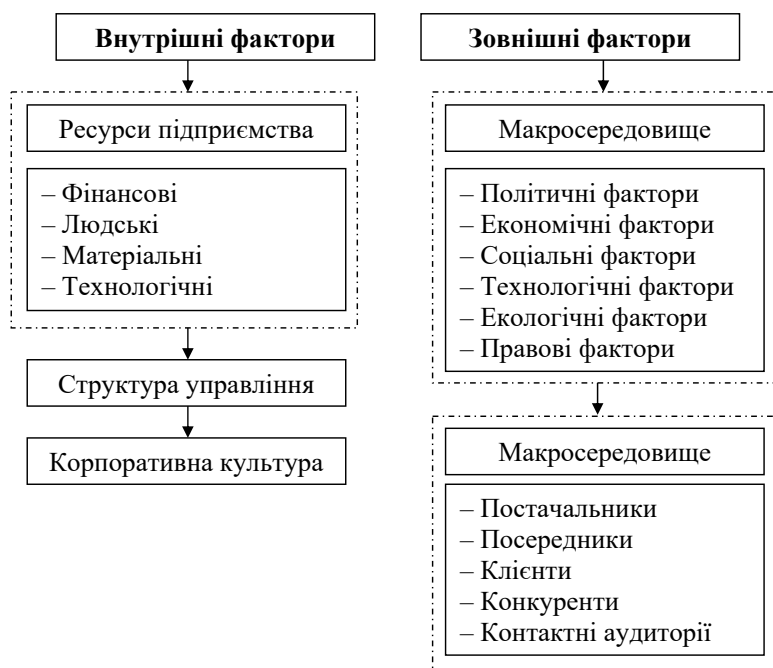 Внутрішні фактори
Ресурси підприємства
– Фінансові
– Людські
– Матеріальні
– Технологічні
Структура управління
Корпоративна культура
Зовнішні фактори
Макросередовище
– Політичні фактори
– Економічні фактори
– Соціальні фактори
– Технологічні фактори
– Екологічні фактори
– Правові фактори
Макросередовище
– Постачальники
– Посередники
– Клієнти
– Конкуренти
– Контактні аудиторії